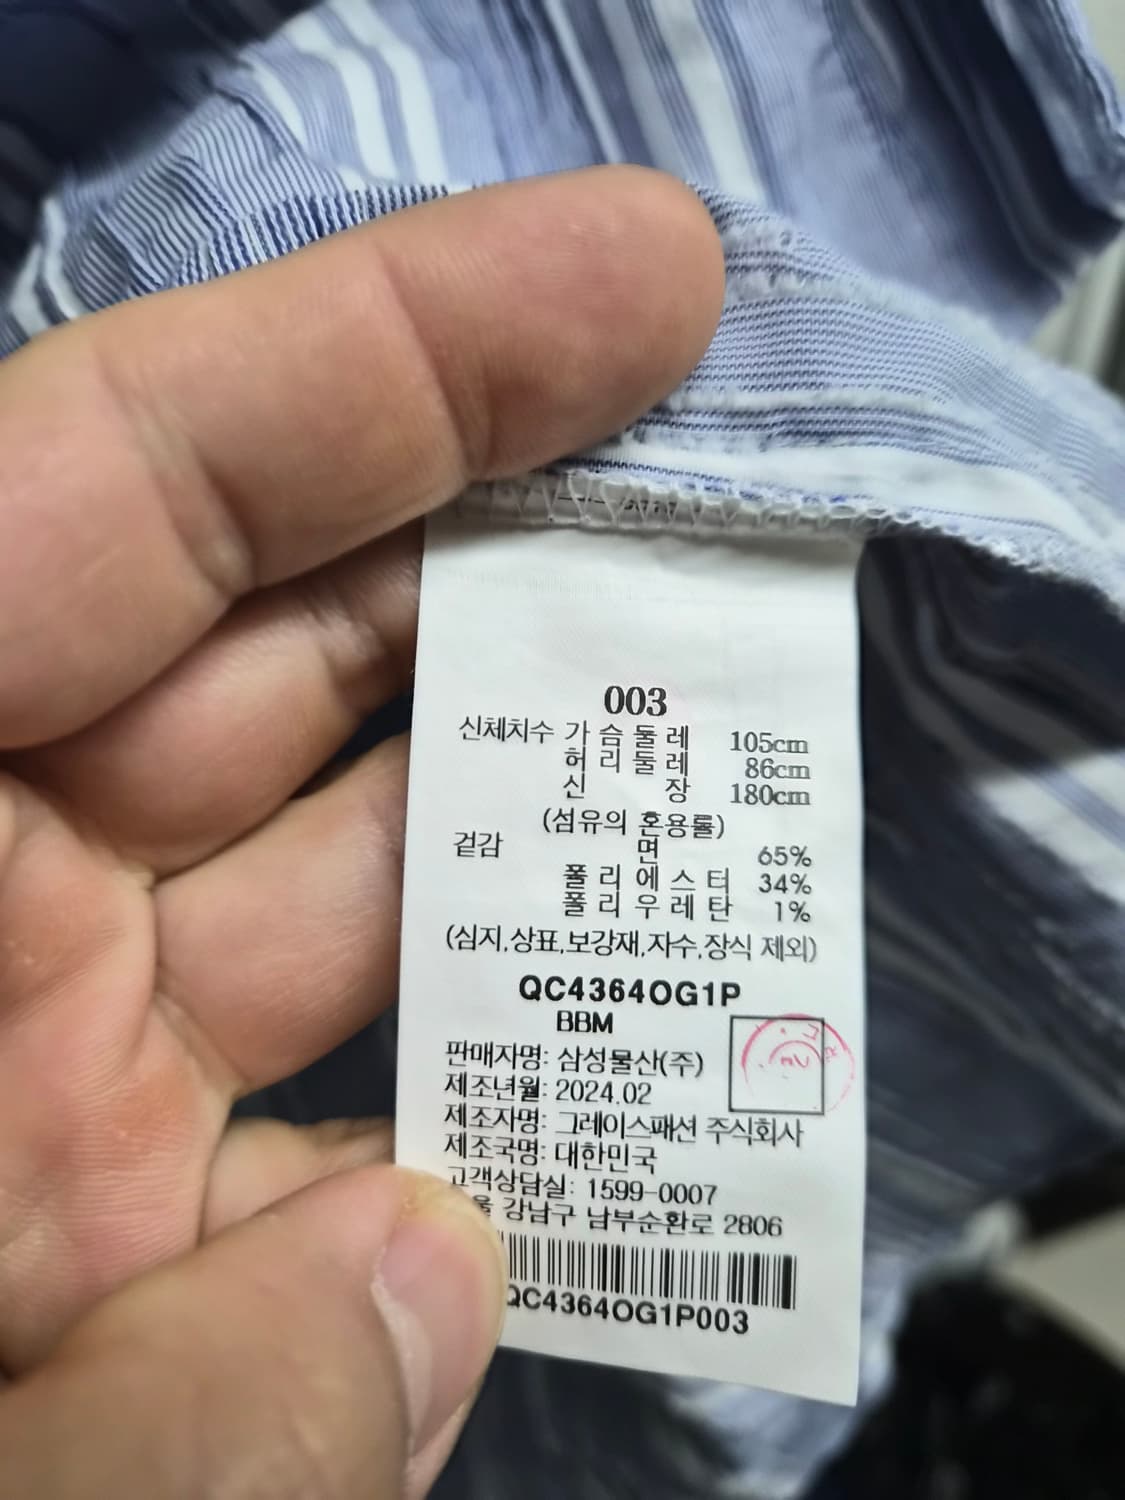 003
신체치수 가슴둘레 105cm
허리둘레 86cm
신장 180cm
(섬유의 혼용률)
겉감 면 65%
폴리에스터 34%
폴리우레탄 1%
(심지,상표,보강재,자수,장식 제외)
QC4364OG1P
BBM
판매자명: 삼성물산(주)
제조년월: 2024.02
제조자명: 그레이스패션 주식회사
제조국명: 대한민국
고객상담실: 1599-0007
강남구 남부순환로 2806
QC4364OG1P003